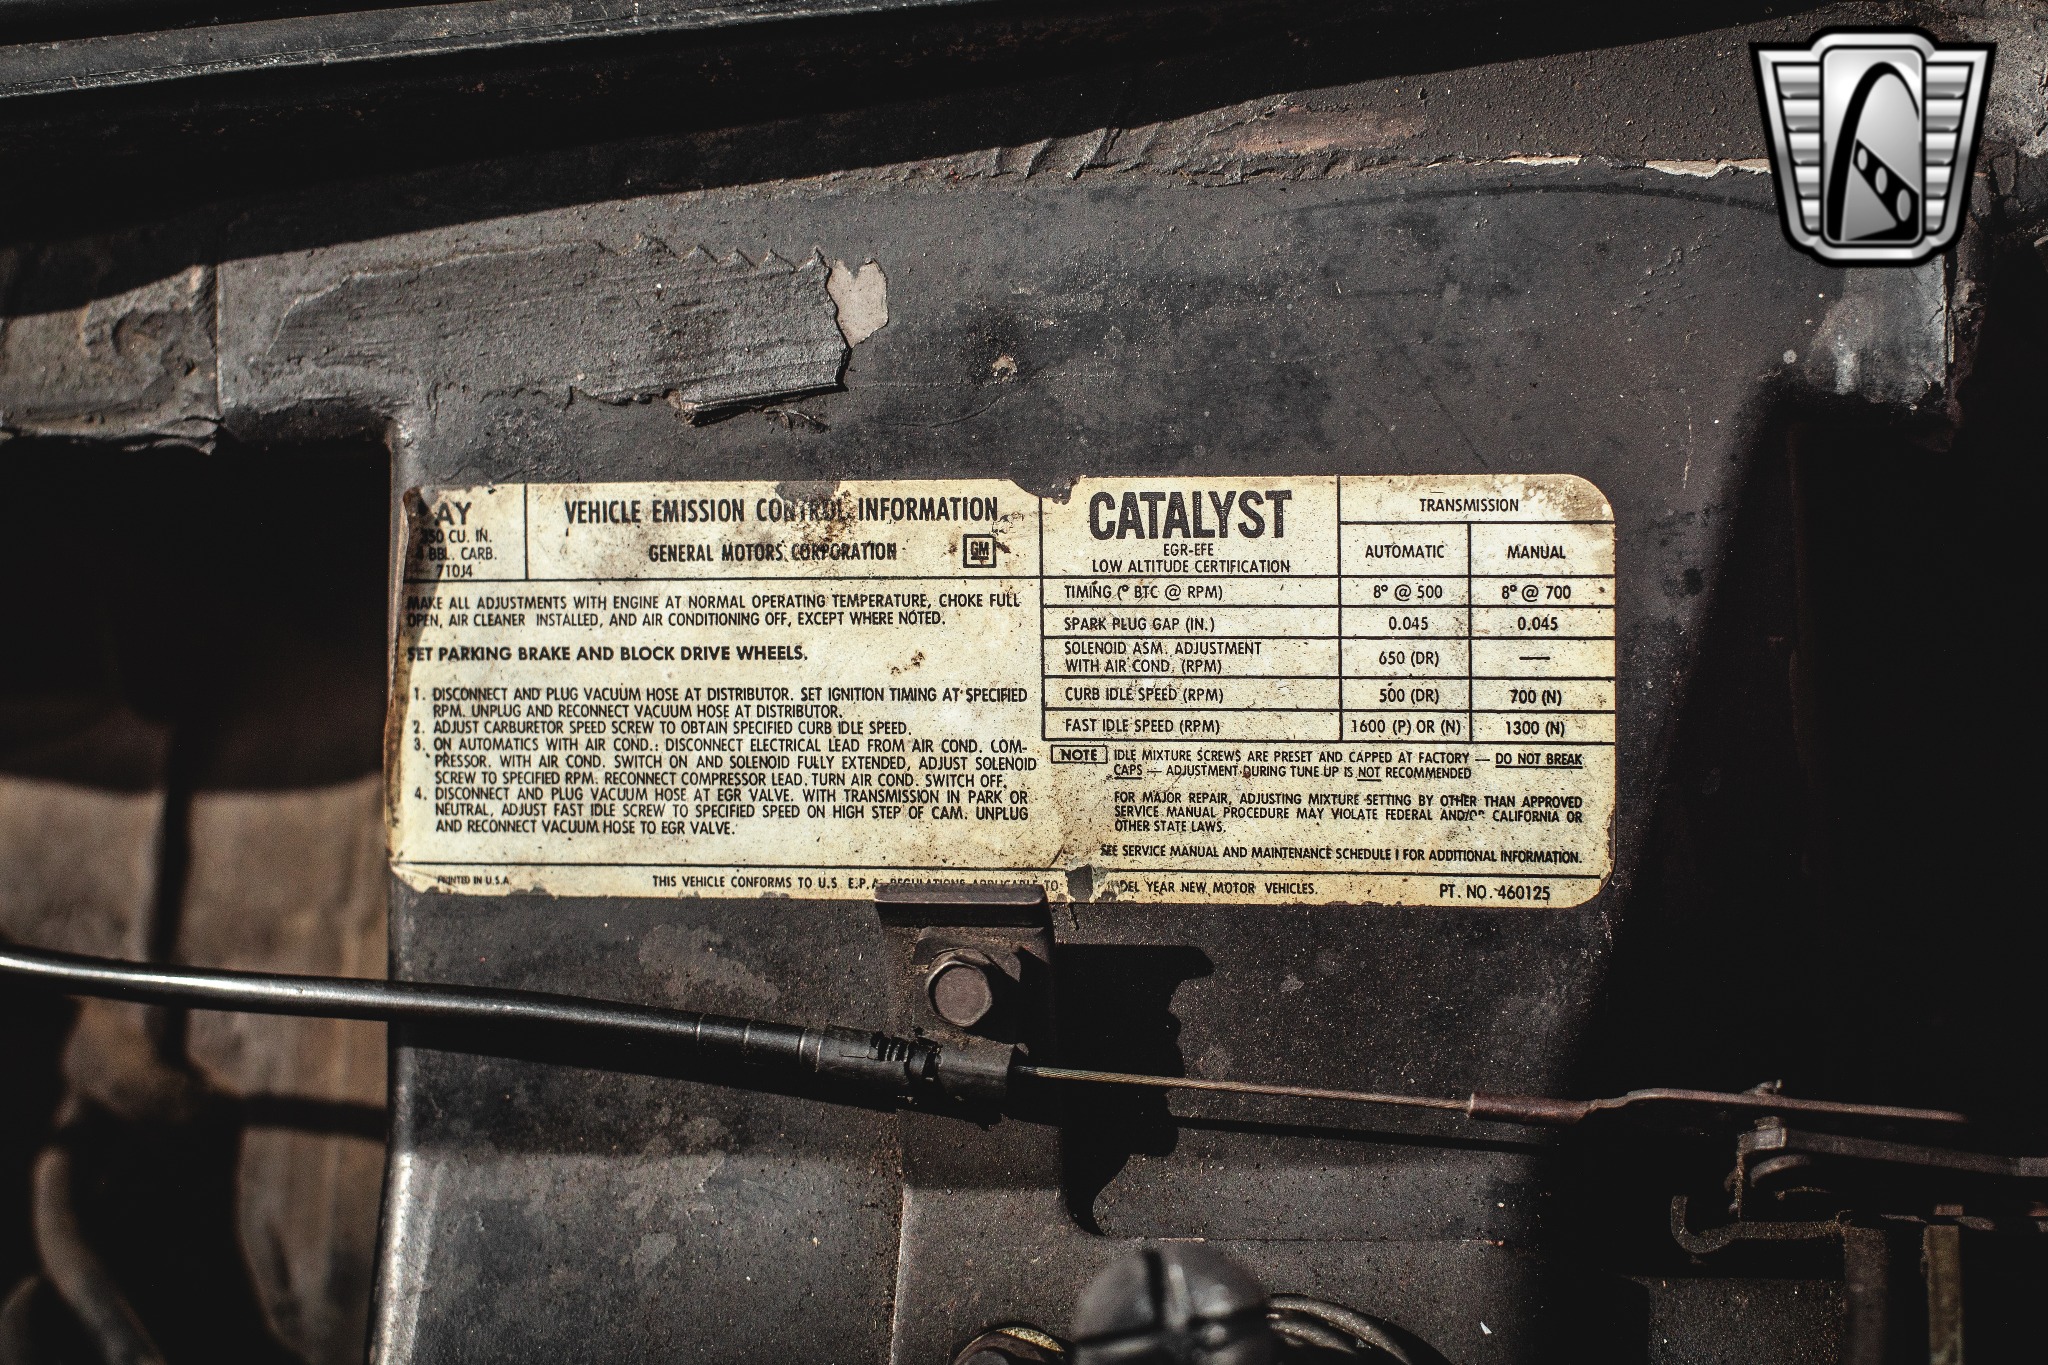 AY
350 CU. IN.
4 BBL. CARB.
710J4
VEHICLE EMISSION CONTROL INFORMATION
GENERAL MOTORS CORPORATION
GM
MAKE ALL ADJUSTMENTS WITH ENGINE AT NORMAL OPERATING TEMPERATURE, CHOKE FULL
OPEN, AIR CLEANER INSTALLED, AND AIR CONDITIONING OFF, EXCEPT WHERE NOTED.
SET PARKING BRAKE AND BLOCK DRIVE WHEELS.
1. DISCONNECT AND PLUG VACUUM HOSE AT DISTRIBUTOR. SET IGNITION TIMING AT SPECIFIED
RPM. UNPLUG AND RECONNECT VACUUM HOSE AT DISTRIBUTOR.
2. ADJUST CARBURETOR SPEED SCREW TO OBTAIN SPECIFIED CURB IDLE SPEED.
3. ON AUTOMATICS WITH AIR COND.: DISCONNECT ELECTRICAL LEAD FROM AIR COND. COM-
PRESSOR. WITH AIR COND. SWITCH ON AND SOLENOID FULLY EXTENDED, ADJUST SOLENOID
SCREW TO SPECIFIED RPM. RECONNECT COMPRESSOR LEAD. TURN AIR COND. SWITCH OFF.
4. DISCONNECT AND PLUG VACUUM HOSE AT EGR VALVE. WITH TRANSMISSION IN PARK OR
NEUTRAL, ADJUST FAST IDLE SCREW TO SPECIFIED SPEED ON HIGH STEP OF CAM. UNPLUG
AND RECONNECT VACUUM HOSE TO EGR VALVE.
CATALYST
EGR-EFE
LOW ALTITUDE CERTIFICATION
TRANSMISSION
AUTOMATIC MANUAL
TIMING (° BTC @ RPM) 8° @ 500 8° @ 700
SPARK PLUG GAP (IN.) 0.045 0.045
SOLENOID ASM. ADJUSTMENT
WITH AIR COND. (RPM) 650 (DR) —
CURB IDLE SPEED (RPM) 500 (DR) 700 (N)
FAST IDLE SPEED (RPM) 1600 (P) OR (N) 1300 (N)
NOTE IDLE MIXTURE SCREWS ARE PRESET AND CAPPED AT FACTORY — DO NOT BREAK
CAPS — ADJUSTMENT DURING TUNE UP IS NOT RECOMMENDED
FOR MAJOR REPAIR, ADJUSTING MIXTURE SETTING BY OTHER THAN APPROVED
SERVICE MANUAL PROCEDURE MAY VIOLATE FEDERAL AND/OR CALIFORNIA OR
OTHER STATE LAWS.
SEE SERVICE MANUAL AND MAINTENANCE SCHEDULE I FOR ADDITIONAL INFORMATION.
PRINTED IN U.S.A.
THIS VEHICLE CONFORMS TO U.S. E.P.A. REGULATIONS APPLICABLE TO DEL YEAR NEW MOTOR VEHICLES.
PT. NO. 460125